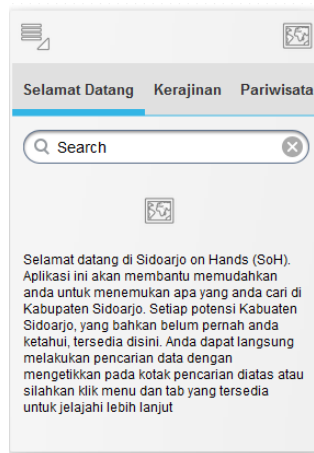 Selamat Datang Kerajinan Pariwisata
Search
Selamat datang di Sidoarjo on Hands (SoH).
Aplikasi ini akan membantu memudahkan
anda untuk menemukan apa yang anda cari di
Kabupaten Sidoarjo. Setiap potensi Kabuaten
Sidoarjo, yang bahkan belum pernah anda
ketahui, tersedia disini. Anda dapat langsung
melakukan pencarian data dengan
mengetikkan pada kotak pencarian diatas atau
silahkan klik menu dan tab yang tersedia
untuk jelajahi lebih lanjut